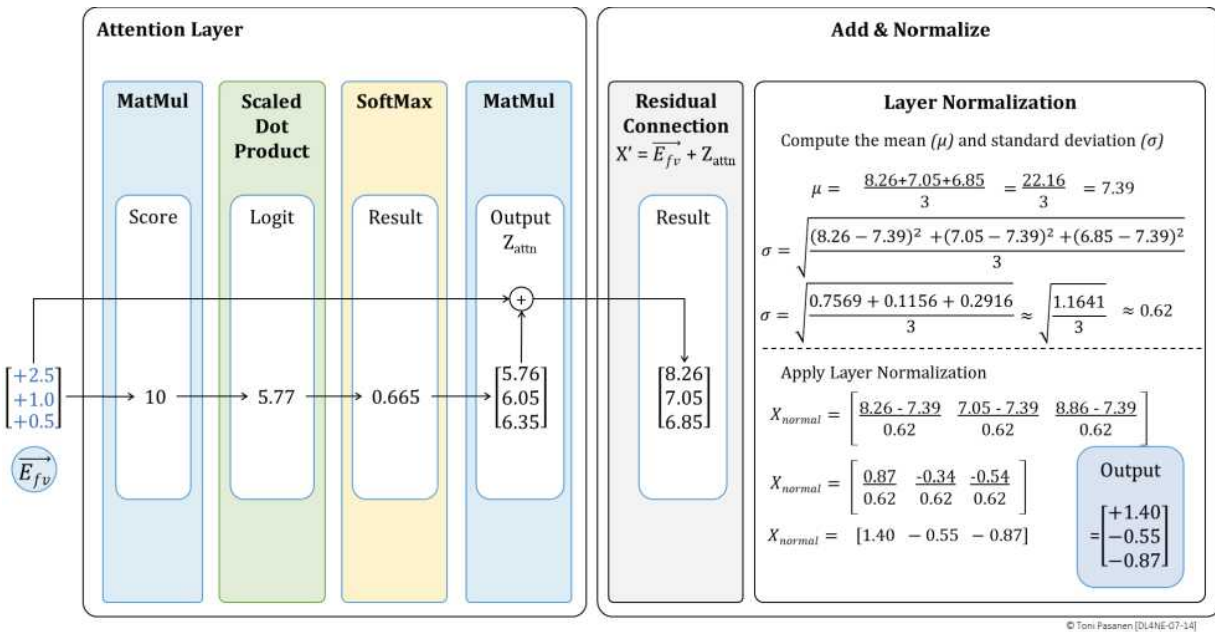 Attention Layer
MatMul
Score
10
Scaled
Dot
Product
Logit
5.77
SoftMax
Result
0.665
MatMul
Output
Z_attn
+
[5.76]
6.05
[6.35]
[+2.5]
+1.0
[+0.5]
E_fv
Add & Normalize
Residual
Connection
X' = E_fv + Z_attn
Result
[8.26]
7.05
[6.85]
Layer Normalization
Compute the mean (μ) and standard deviation (σ)
μ = (8.26+7.05+6.85)/3 = 22.16/3 = 7.39
σ = √(((8.26 − 7.39)² +(7.05 − 7.39)² +(6.85 − 7.39)²)/3)
σ = √((0.7569 + 0.1156 + 0.2916)/3) ≈ √(1.1641/3) ≈ 0.62
Apply Layer Normalization
X_normal = [(8.26 - 7.39)/0.62 (7.05 - 7.39)/0.62 (8.86 - 7.39)/0.62]
X_normal = [0.87/0.62 -0.34/0.62 -0.54/0.62]
X_normal = [1.40 − 0.55 − 0.87]
Output
[+1.40]
=−0.55
[−0.87]
© Toni Pasanen [DL4NE-07-14]